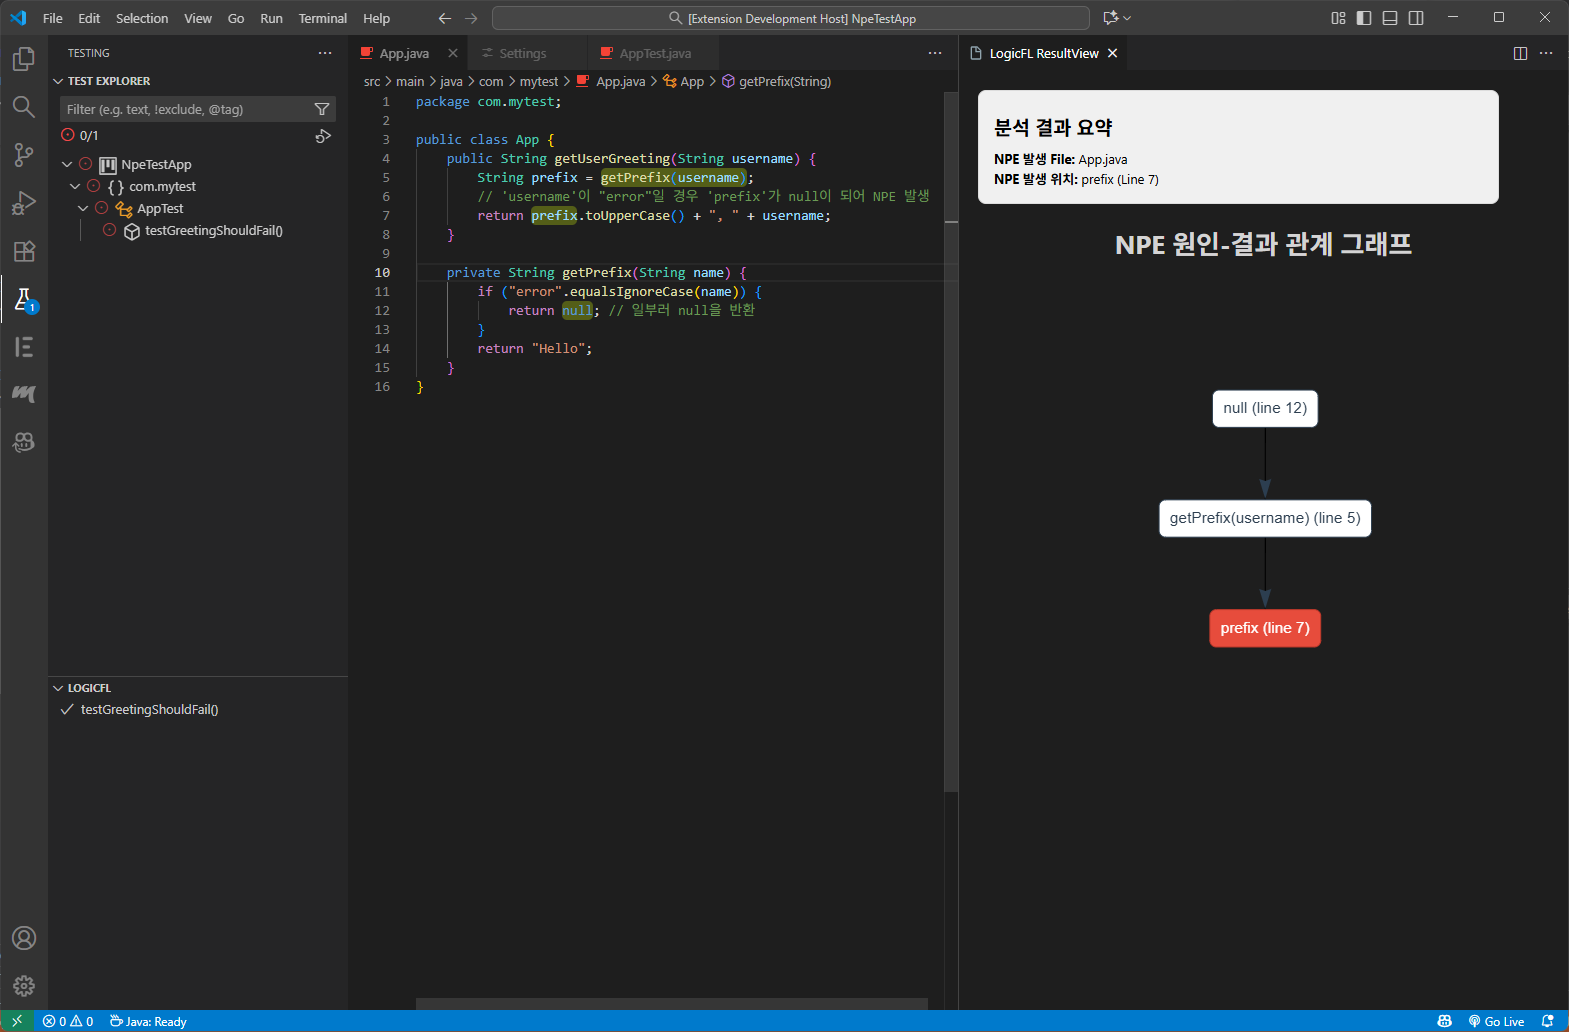 File Edit Selection View Go Run Terminal Help
[Extension Development Host] NpeTestApp
TESTING
TEST EXPLORER
Filter (e.g. text, !exclude, @tag)
0/1
NpeTestApp
{} com.mytest
AppTest
testGreetingShouldFail()
1
LOGICFL
testGreetingShouldFail()
App.java
Settings
AppTest.java
src > main > java > com > mytest > App.java > App > getPrefix(String)
1 package com.mytest;
2
3 public class App {
4 public String getUserGreeting(String username) {
5 String prefix = getPrefix(username);
6 // 'username'이 "error"일 경우 'prefix'가 null이 되어 NPE 발생
7 return prefix.toUpperCase() + ", " + username;
8 }
9
10 private String getPrefix(String name) {
11 if ("error".equalsIgnoreCase(name)) {
12 return null; // 일부러 null을 반환
13 }
14 return "Hello";
15 }
16 }
LogicFL ResultView
분석 결과 요약
NPE 발생 File: App.java
NPE 발생 위치: prefix (Line 7)
NPE 원인-결과 관계 그래프
null (line 12)
getPrefix(username) (line 5)
prefix (line 7)
0 0 Java: Ready
Go Live